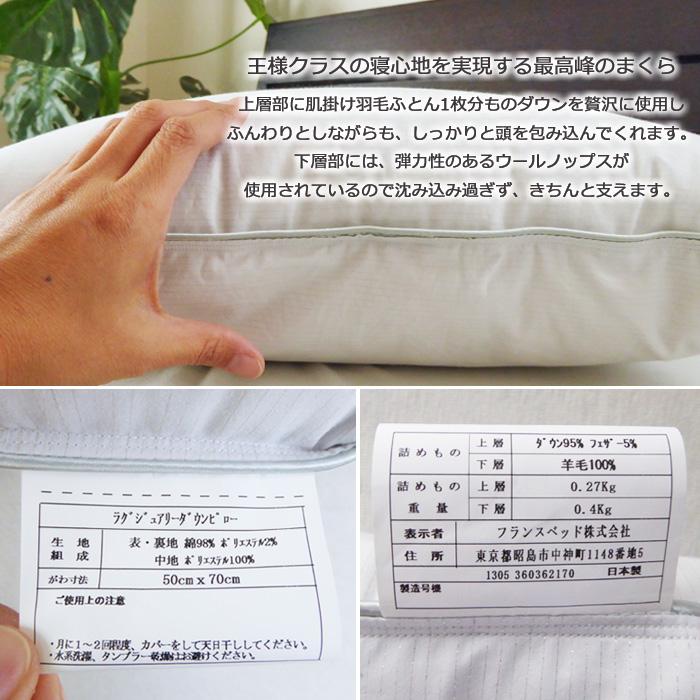 王様クラスの寝心地を実現する最高峰のまくら
上層部に肌掛け羽毛ふとん1枚分ものダウンを贅沢に使用し
ふんわりとしながらも、しっかりと頭を包み込んでくれます。
下層部には、弾力性のあるウールノップスが
使用されているので沈み込み過ぎず、きちんと支えます。
ﾗｸﾞｼﾞｭｱﾘｰﾀﾞｳﾝﾋﾟﾛｰ
生地 表・裏地 綿98% ﾎﾟﾘｴｽﾃﾙ2%
組成 中地 ﾎﾟﾘｴｽﾃﾙ100%
がわ寸法 50cm x 70cm
ご使用上の注意
・月に1～2回程度、カバーをして天日干ししてください。
・水系洗濯、タンブラー乾燥はお避けください。
詰めもの 上層 ﾀﾞｳﾝ95% ﾌｪｻﾞｰ5%
下層 羊毛100%
詰めもの 上層 0.27Kg
重量 下層 0.4Kg
表示者 フランスベッド株式会社
住所 東京都昭島市中神町1148番地5
1305 360362170 日本製
製造号機